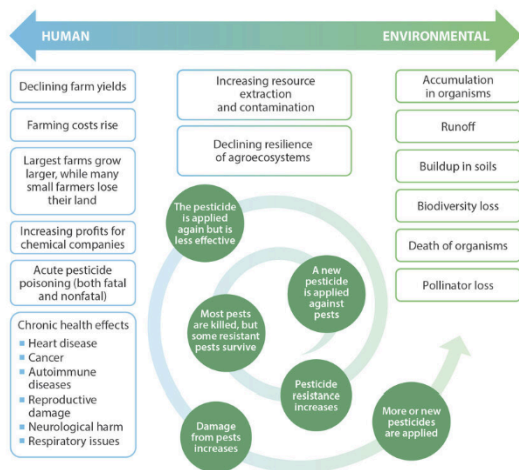 HUMAN
ENVIRONMENTAL
Declining farm yields
Farming costs rise
Largest farms grow
larger, while many
small farmers lose
their land
Increasing profits for
chemical companies
Acute pesticide
poisoning (both fatal
and nonfatal)
Chronic health effects
Heart disease
Cancer
Autoimmune
diseases
Reproductive
damage
Neurological harm
Respiratory issues
Increasing resource
extraction
and contamination
Declining resilience
of agroecosystems
Accumulation
in organisms
Runoff
Buildup in soils
Biodiversity loss
Death of organisms
Pollinator loss
A new
pesticide
is applied
against
pests
Most pests
are killed, but
some resistant
pests survive
Pesticide
resistance
increases
The pesticide
is applied
again but is
less effective
Damage
from pests
increases
More or new
pesticides
are applied